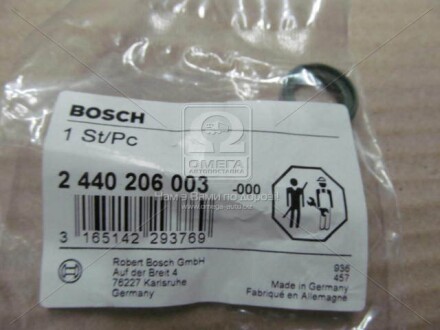 BOSCH
1 St/Pc
2 440 206 003 -000
ОМЕГА
АВТОПОСТАВКА
3 165142 293769
Robert Bosch GmbH
Auf der Breit 4
76227 Karlsruhe
Germany
936
457
Made in Germany
Fabriqué en Allemagne